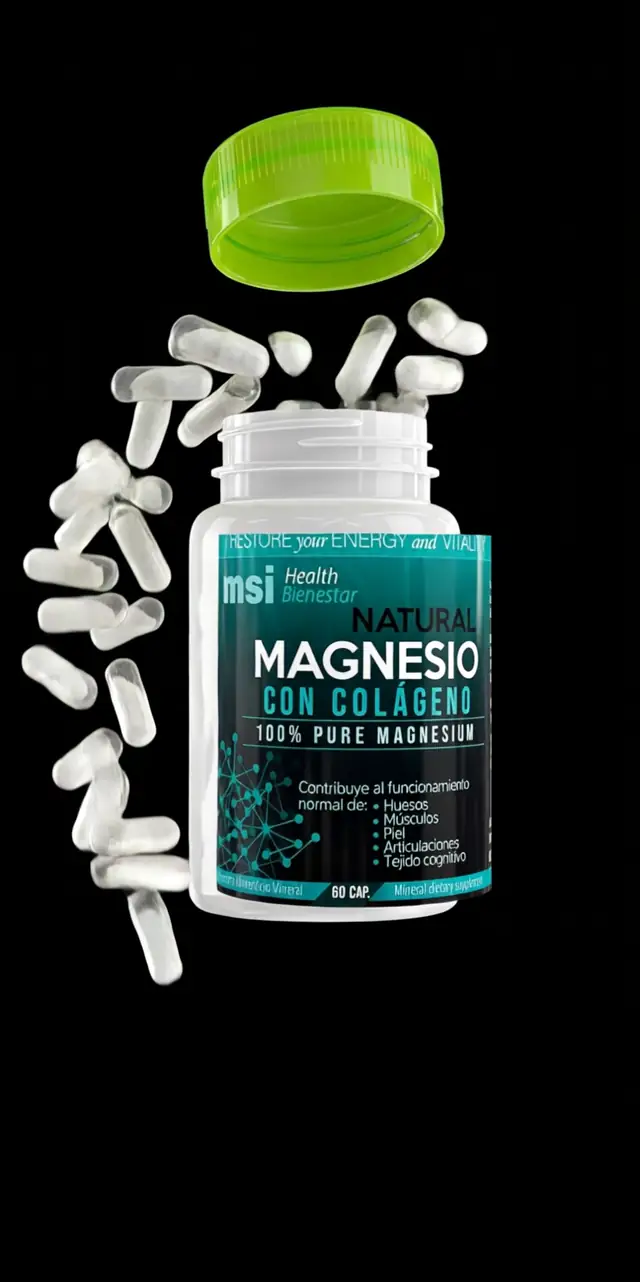 RESTORE your ENERGY and VITALITY
msi Health
Bienestar
NATURAL
MAGNESIO
CON COLÁGENO
100% PURE MAGNESIUM
Contribuye al funcionamiento
normal de: • Huesos
• Músculos
• Piel
• Articulaciones
• Tejido cognitivo
60 CAP.
Mineral dietary supplement